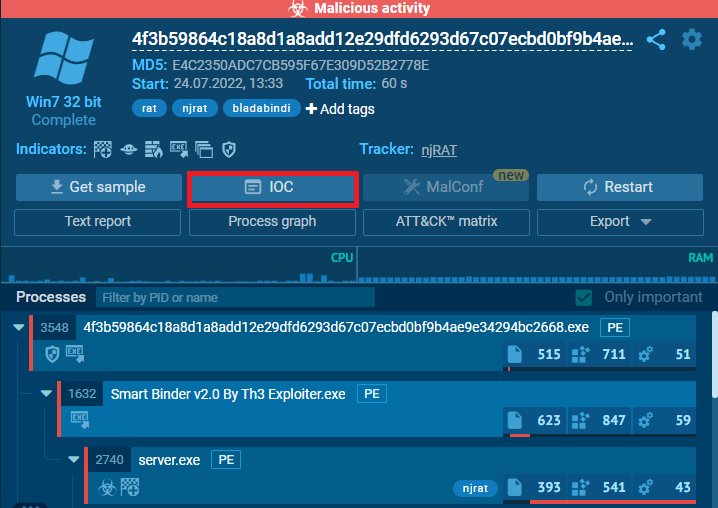 Malicious activity
4f3b59864c18a8d1a8add12e29dfd6293d67c07ecbd0bf9b4ae...
MD5: E4C2350ADC7CB595F67E309D52B2778E
Start: 24.07.2022, 13:33 Total time: 60 s
Win7 32 bit
Complete
rat njrat bladabindi + Add tags
Indicators: EXE Tracker: njRAT
Get sample IOC MalConf new Restart
Text report Process graph ATT&CK™ matrix Export
CPU RAM
Processes Filter by PID or name Only important
3548 4f3b59864c18a8d1a8add12e29dfd6293d67c07ecbd0bf9b4ae9e34294bc2668.exe PE
EXE 515 711 51
1632 Smart Binder v2.0 By Th3 Exploiter.exe PE
EXE 623 847 59
2740 server.exe PE
njrat 393 541 43